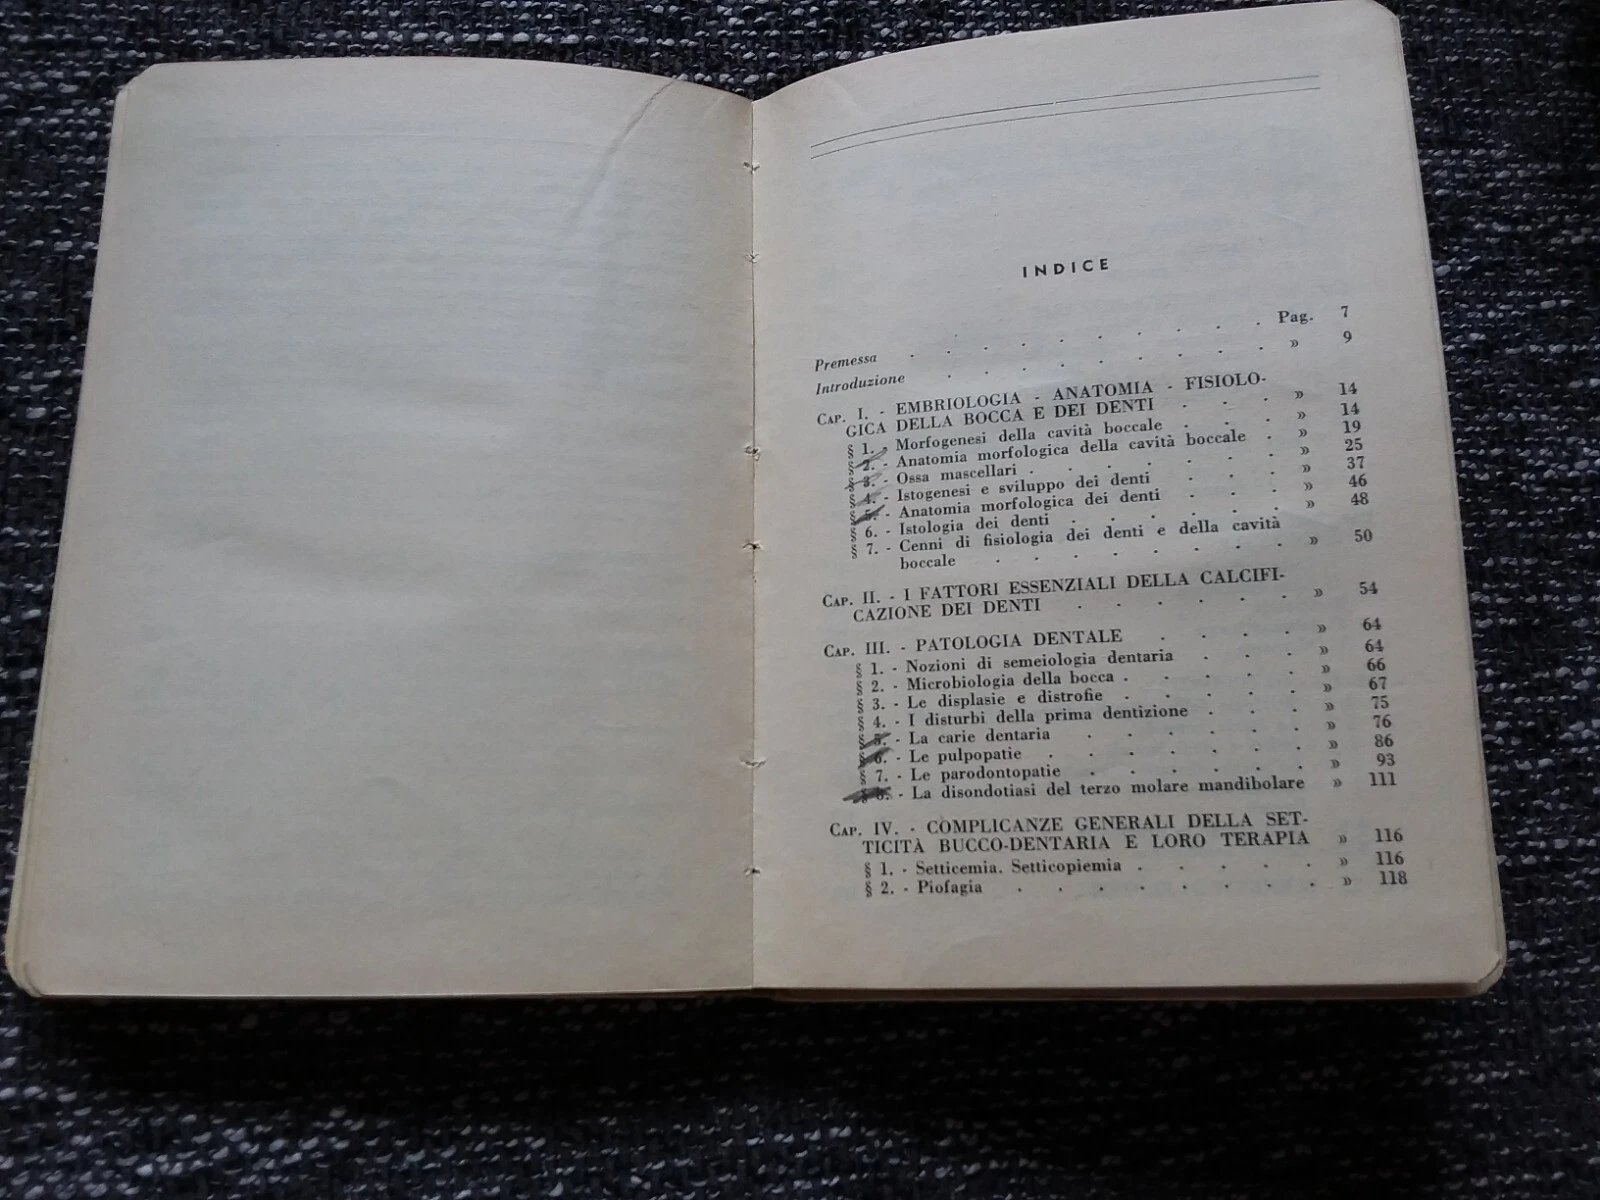 INDICE
Premessa . . . . . . . . . . Pag. 7
Introduzione . . . . . . . . . » 9
CAP. I. - EMBRIOLOGIA - ANATOMIA - FISIOLO-
GICA DELLA BOCCA E DEI DENTI . . . » 14
§ 1. - Morfogenesi della cavità boccale . . . » 14
§ 2. - Anatomia morfologica della cavità boccale . » 19
§ 3. - Ossa mascellari . . . . . . . » 25
§ 4. - Istogenesi e sviluppo dei denti . . . » 37
§ 5. - Anatomia morfologica dei denti . . . » 46
§ 6. - Istologia dei denti . . . . . . » 48
§ 7. - Cenni di fisiologia dei denti e della cavità
boccale . . . . . . . . » 50
CAP. II. - I FATTORI ESSENZIALI DELLA CALCIFI-
CAZIONE DEI DENTI . . . . . . » 54
CAP. III. - PATOLOGIA DENTALE . . . . » 64
§ 1. - Nozioni di semeiologia dentaria . . . » 64
§ 2. - Microbiologia della bocca . . . . . » 66
§ 3. - Le displasie e distrofie . . . . . » 67
§ 4. - I disturbi della prima dentizione . . . » 75
§ 5. - La carie dentaria . . . . . . » 76
§ 6. - Le pulpopatie . . . . . . . » 86
§ 7. - Le parodontopatie . . . . . . » 93
§ 8. - La disondotiasi del terzo molare mandibolare » 111
CAP. IV. - COMPLICANZE GENERALI DELLA SET-
TICITÀ BUCCO-DENTARIA E LORO TERAPIA » 116
§ 1. - Setticemia. Setticopiemia . . . . . » 116
§ 2. - Piofagia . . . . . . . . » 118